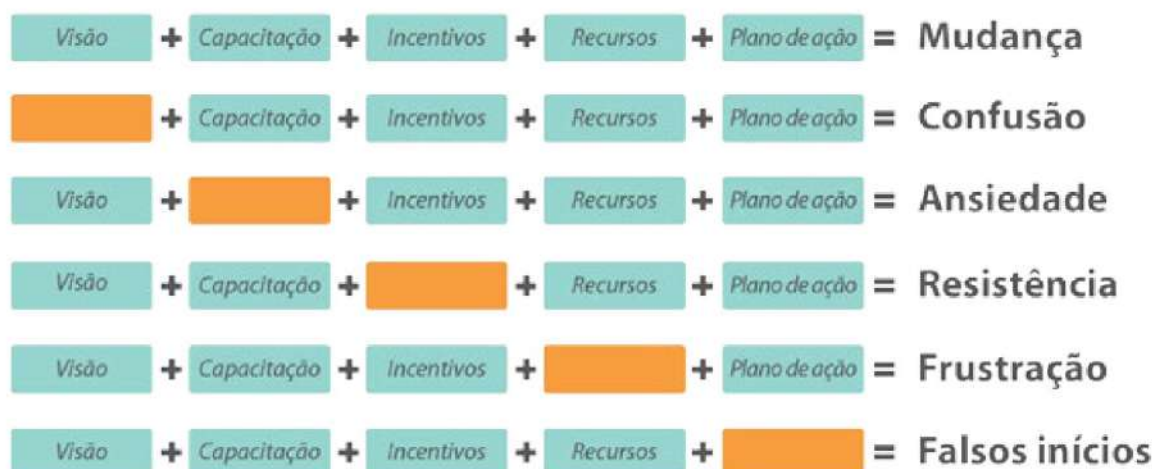 Visão + Capacitação + Incentivos + Recursos + Plano de ação = Mudança
+ Capacitação + Incentivos + Recursos + Plano de ação = Confusão
Visão + + Incentivos + Recursos + Plano de ação = Ansiedade
Visão + Capacitação + + Recursos + Plano de ação = Resistência
Visão + Capacitação + Incentivos + + Plano de ação = Frustração
Visão + Capacitação + Incentivos + Recursos + = Falsos inícios